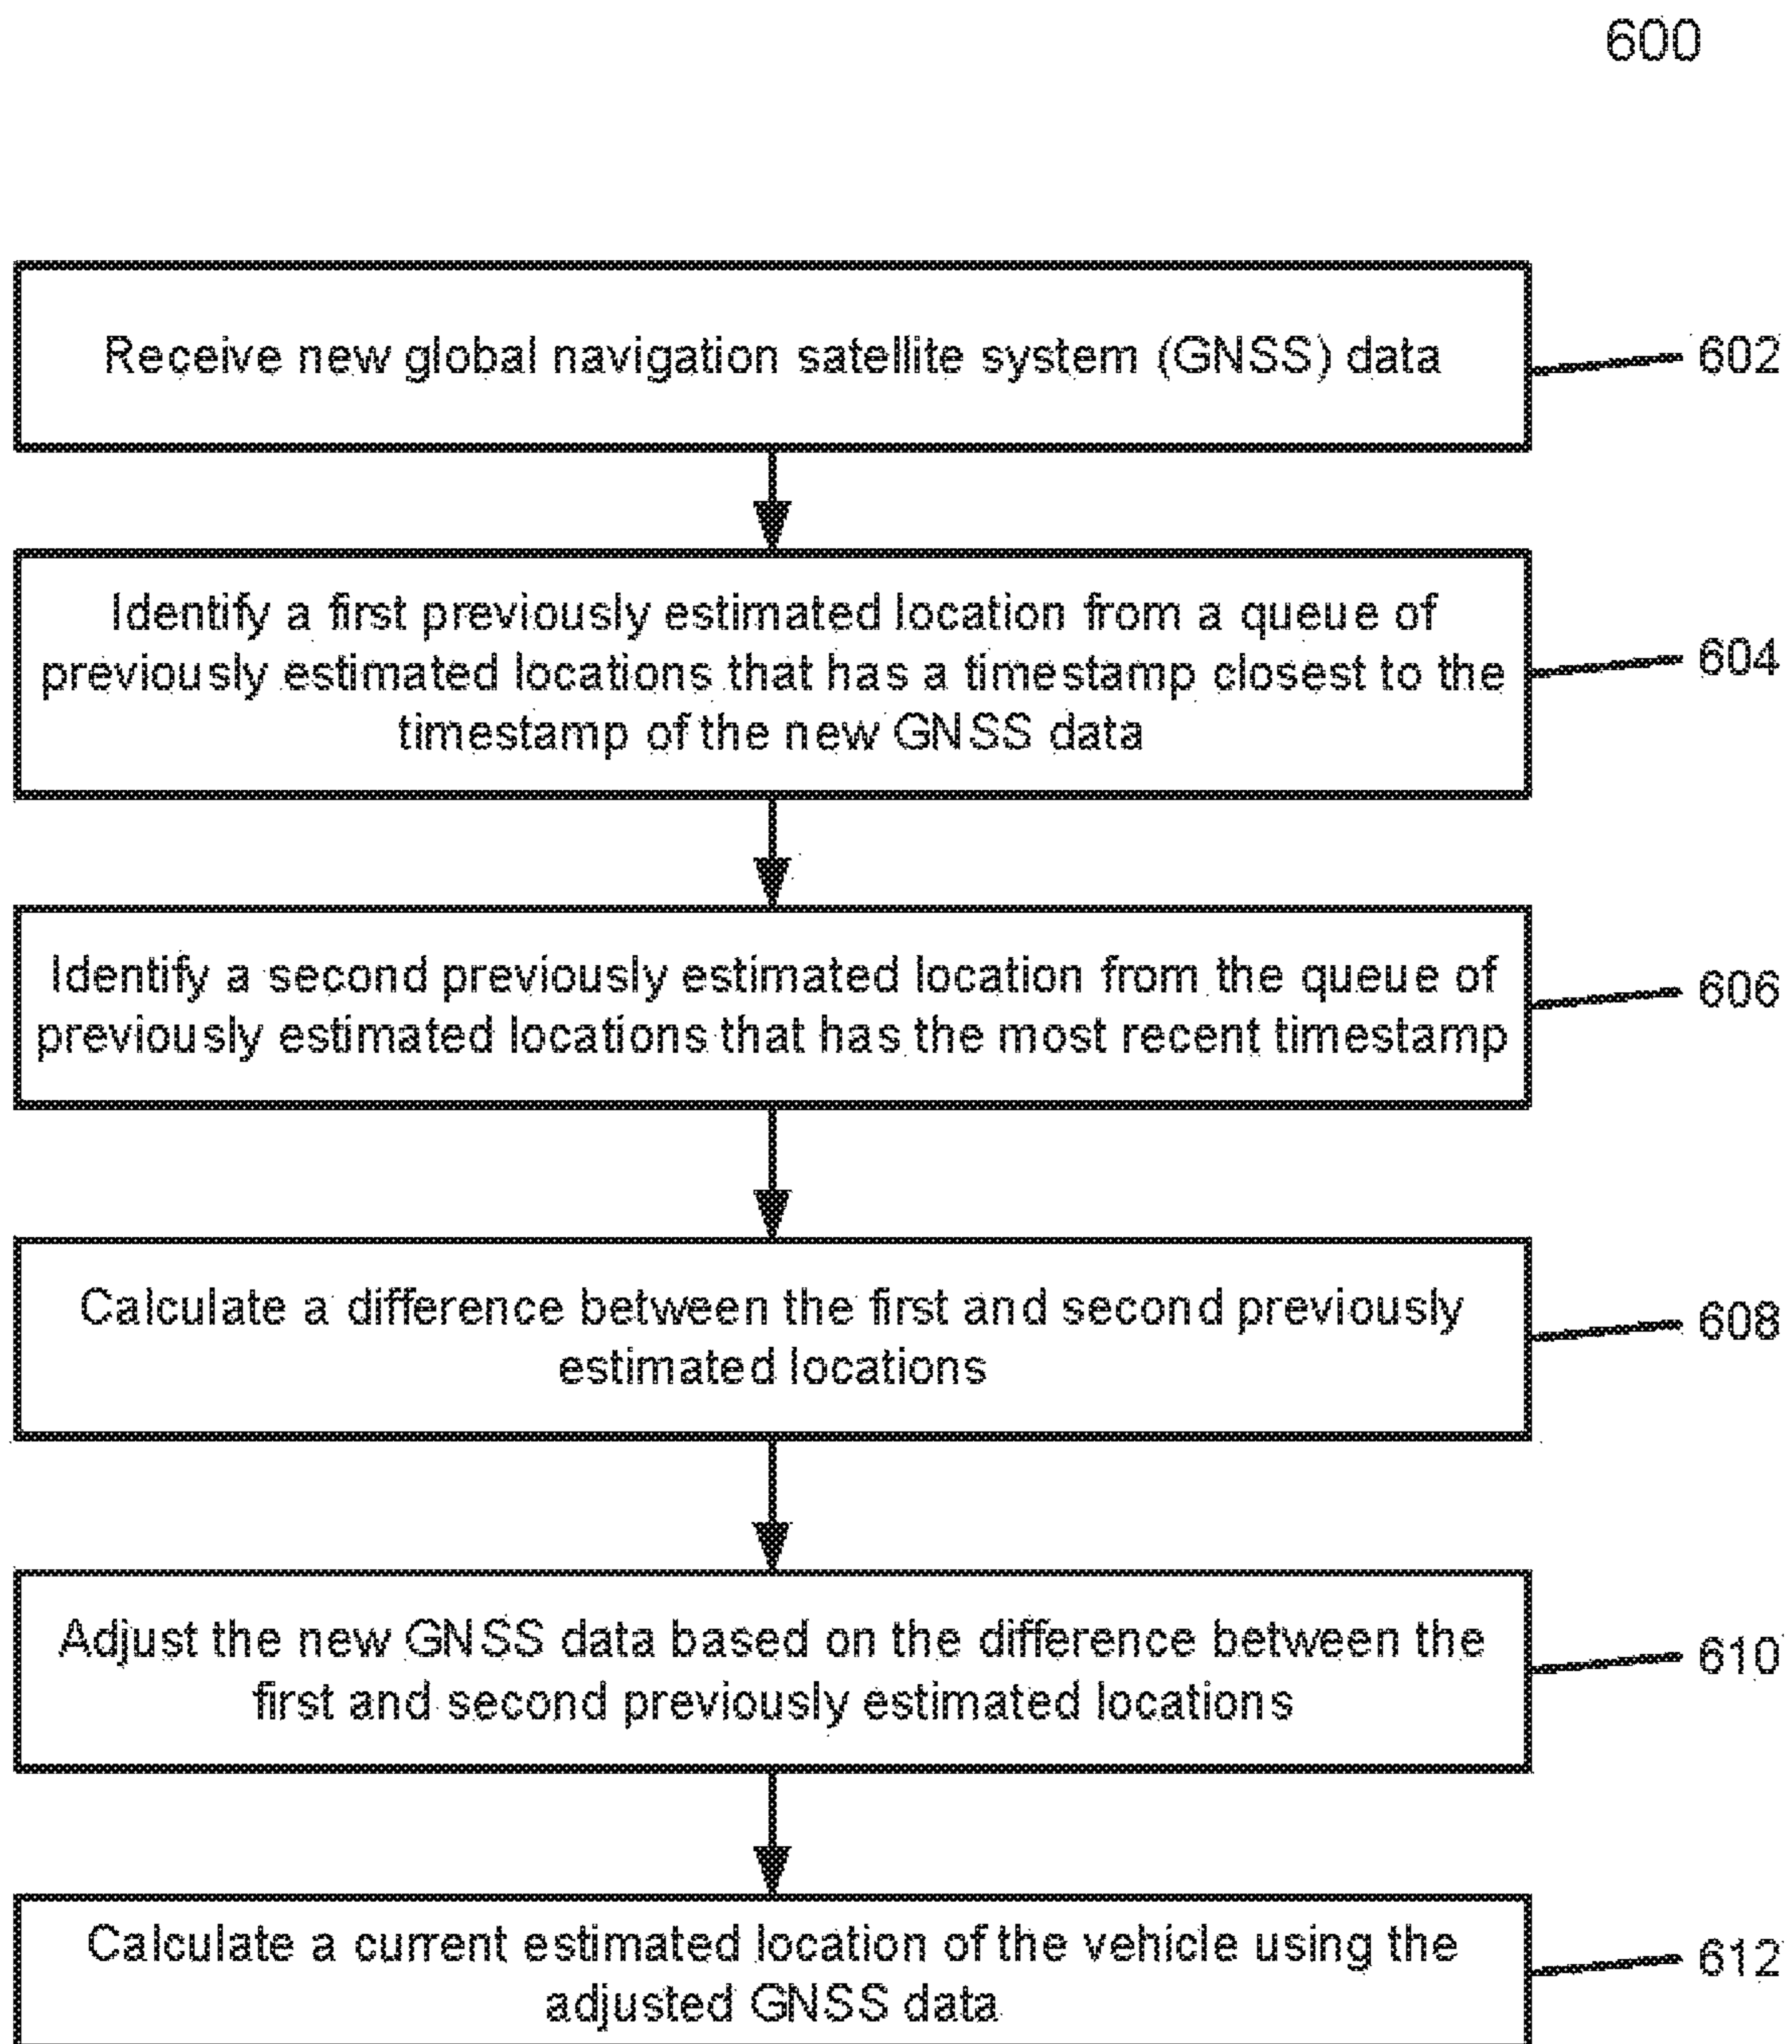 600
Receive new global navigation satellite system (GNSS) data
602
Identify a first previously estimated location from a queue of
previously estimated locations that has a timestamp closest to the
timestamp of the new GNSS data
604
Identify a second previously estimated location from the queue of
previously estimated locations that has the most recent timestamp
606
Calculate a difference between the first and second previously
estimated locations
608
Adjust the new GNSS data based on the difference between the
first and second previously estimated locations
610
Calculate a current estimated location of the vehicle using the
adjusted GNSS data
612